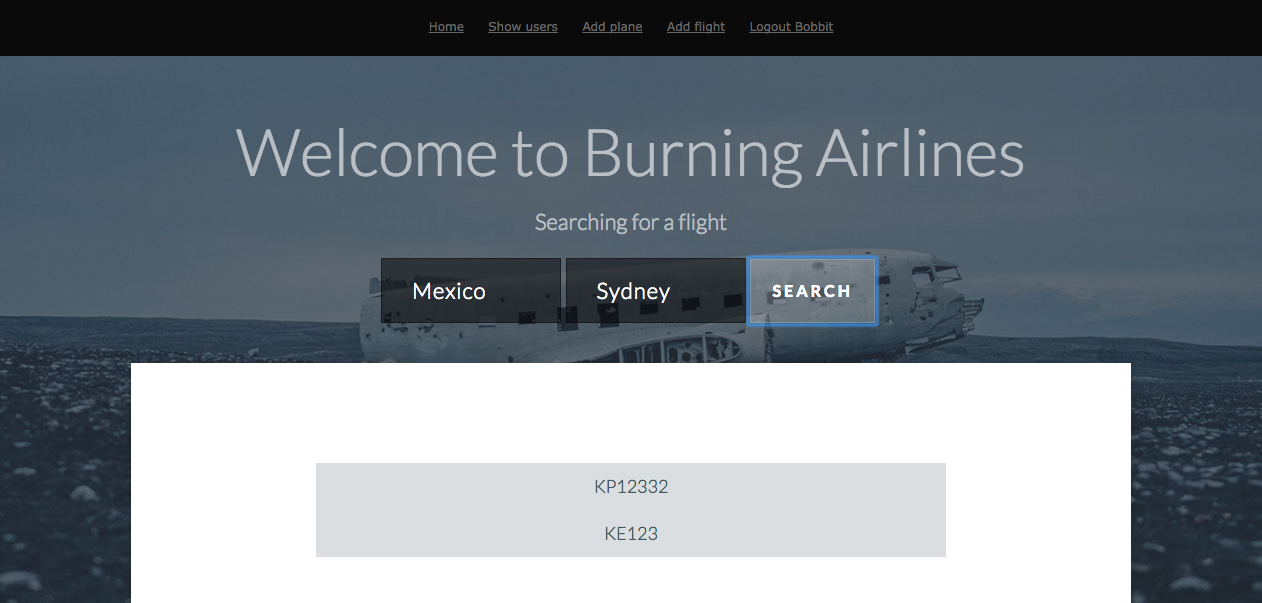 Home Show users Add plane Add flight Logout Bobbit
Welcome to Burning Airlines
Searching for a flight
Mexico Sydney SEARCH
KP12332
KE123